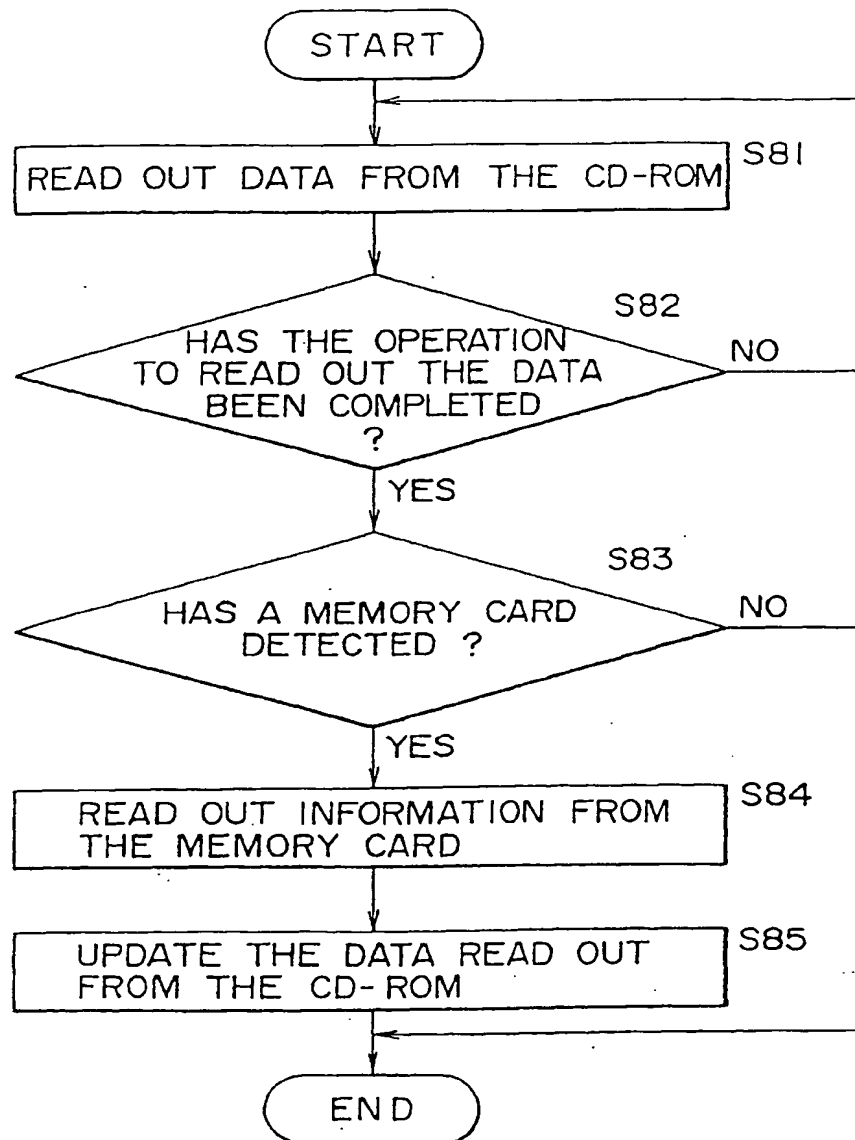 START
READ OUT DATA FROM THE CD-ROM
S81
S82
HAS THE OPERATION
TO READ OUT THE DATA
BEEN COMPLETED
?
NO
YES
S83
HAS A MEMORY CARD
DETECTED ?
NO
YES
S84
READ OUT INFORMATION FROM
THE MEMORY CARD
S85
UPDATE THE DATA READ OUT
FROM THE CD-ROM
END